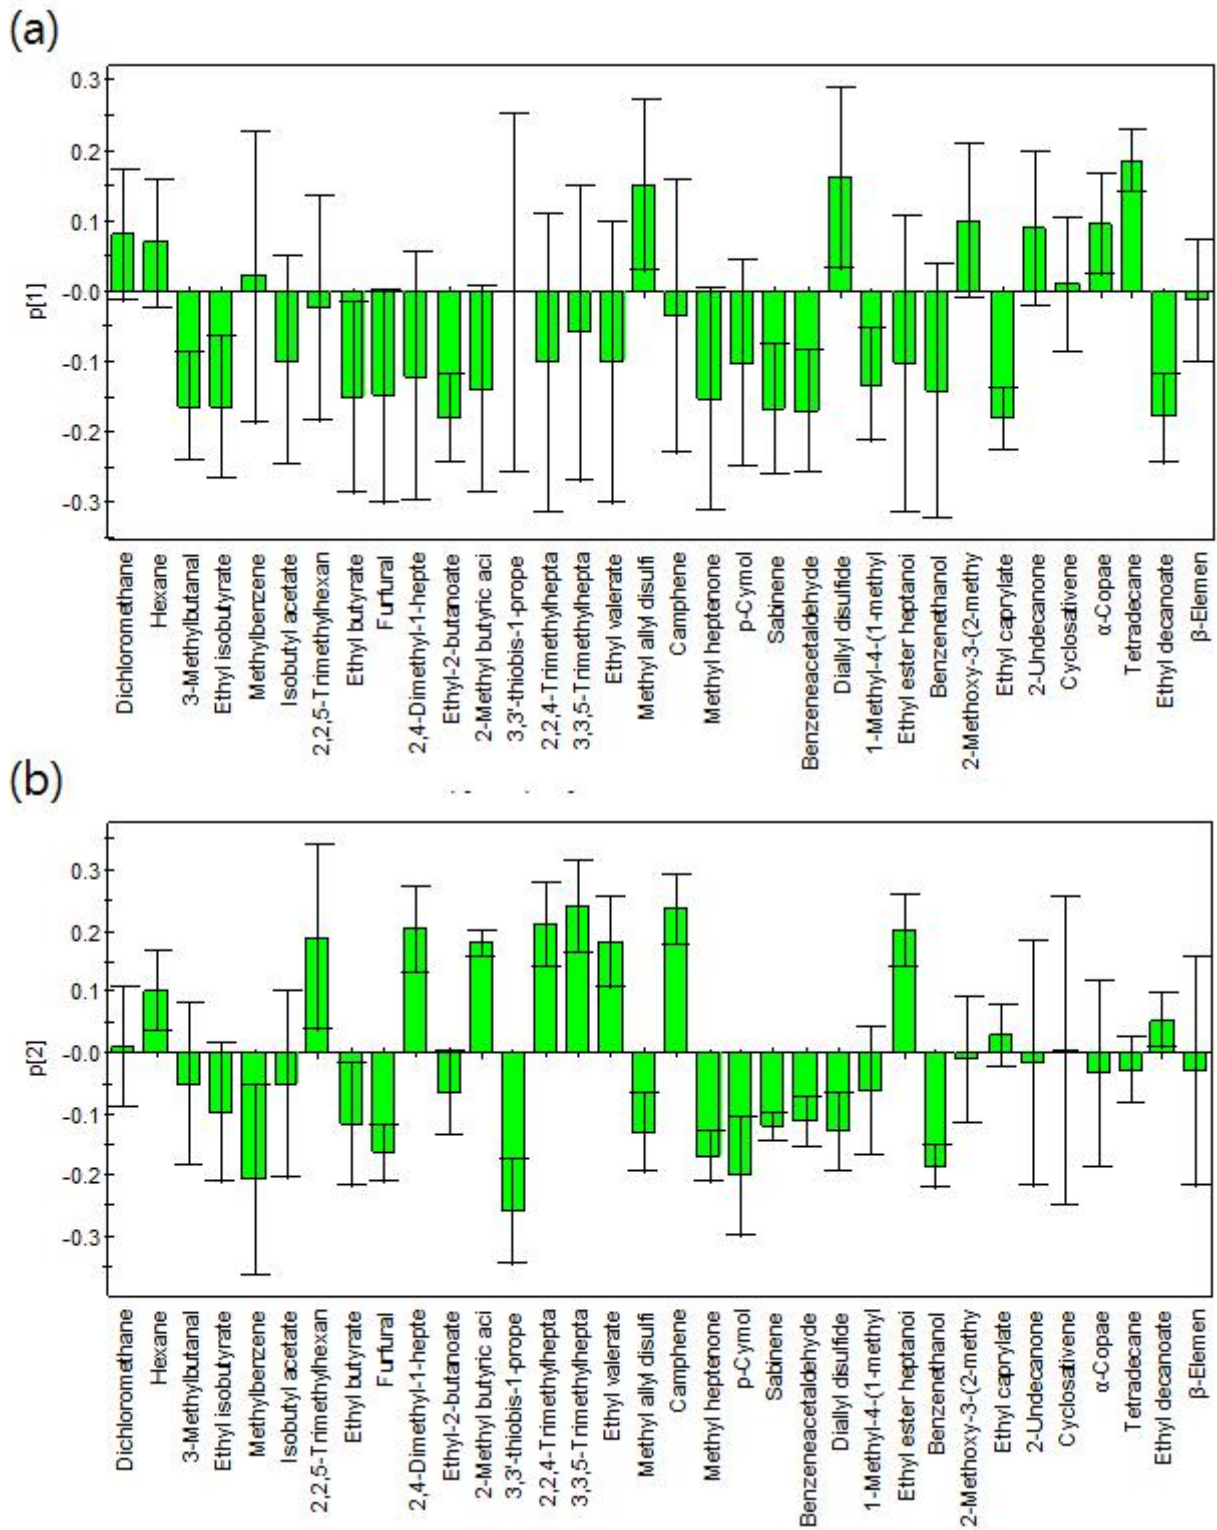 (a)
0.3
0.2
0.1
-0.0
-0.1
-0.2
-0.3
p[1]
Dichloromethane
Hexane
3-Methylbutanal
Ethyl isobutyrate
Methylbenzene
Isobutyl acetate
2,2,5-Trimethylhexan
Ethyl butyrate
Furfural
2,4-Dimethyl-1-hepte
Ethyl-2-butanoate
2-Methyl butyric aci
3,3'-thiobis-1-prope
2,2,4-Trimethylhepta
3,3,5-Trimethylhepta
Ethyl valerate
Methyl allyl disulfi
Camphene
Methyl heptenone
p-Cymol
Sabinene
Benzeneacetaldehyde
Diallyl disulfide
1-Methyl-4-(1-methyl
Ethyl ester heptanoi
Benzenethanol
2-Methoxy-3-(2-methy
Ethyl caprylate
2-Undecanone
Cyclosativene
α-Copae
Tetradecane
Ethyl decanoate
β-Elemen
(b)
0.3
0.2
0.1
-0.0
-0.1
-0.2
-0.3
p[2]
Dichloromethane
Hexane
3-Methylbutanal
Ethyl isobutyrate
Methylbenzene
Isobutyl acetate
2,2,5-Trimethylhexan
Ethyl butyrate
Furfural
2,4-Dimethyl-1-hepte
Ethyl-2-butanoate
2-Methyl butyric aci
3,3'-thiobis-1-prope
2,2,4-Trimethylhepta
3,3,5-Trimethylhepta
Ethyl valerate
Methyl allyl disulfi
Camphene
Methyl heptenone
p-Cymol
Sabinene
Benzeneacetaldehyde
Diallyl disulfide
1-Methyl-4-(1-methyl
Ethyl ester heptanoi
Benzenethanol
2-Methoxy-3-(2-methy
Ethyl caprylate
2-Undecanone
Cyclosativene
α-Copae
Tetradecane
Ethyl decanoate
β-Elemen